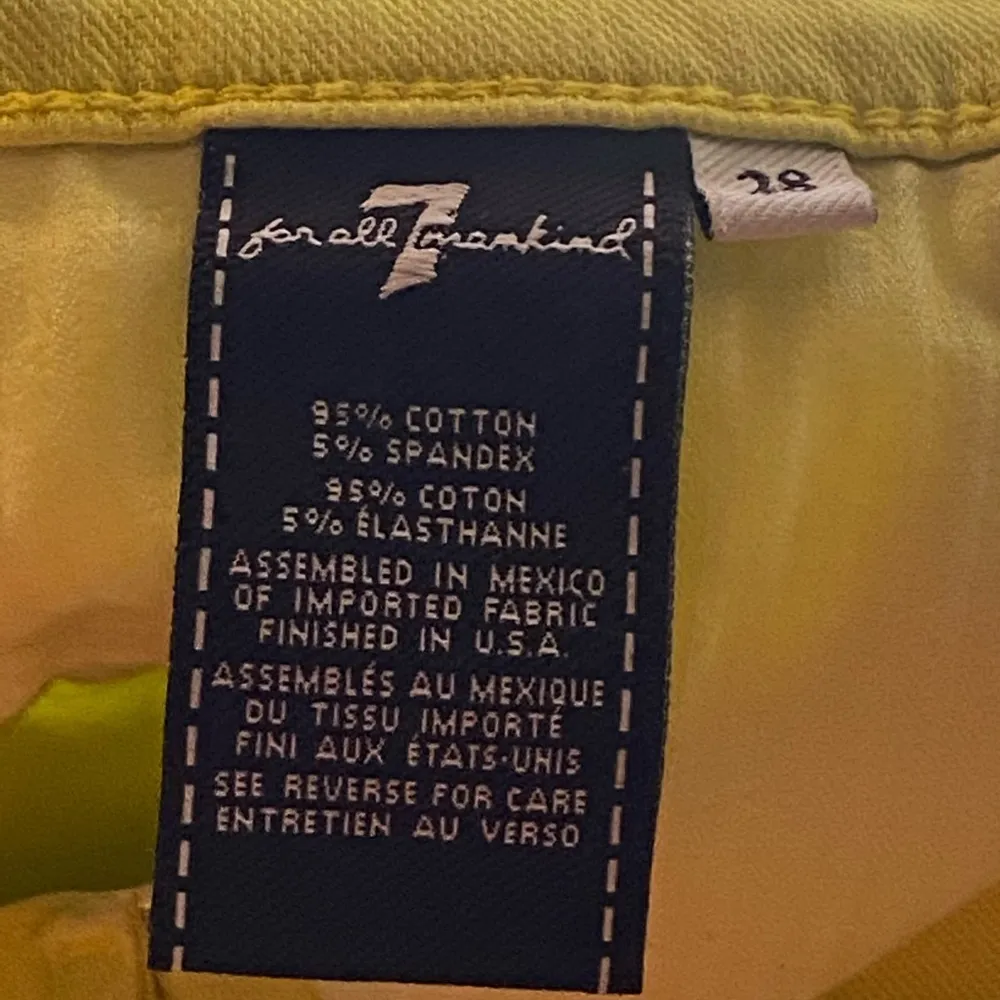 for all 7 mankind
28
95% COTTON
5% SPANDEX
95% COTON
5% ÉLASTHANNE
ASSEMBLED IN MEXICO
OF IMPORTED FABRIC
FINISHED IN U.S.A.
ASSEMBLÉS AU MEXIQUE
DU TISSU IMPORTÉ
FINI AUX ÉTATS-UNIS
SEE REVERSE FOR CARE
ENTRETIEN AU VERSO